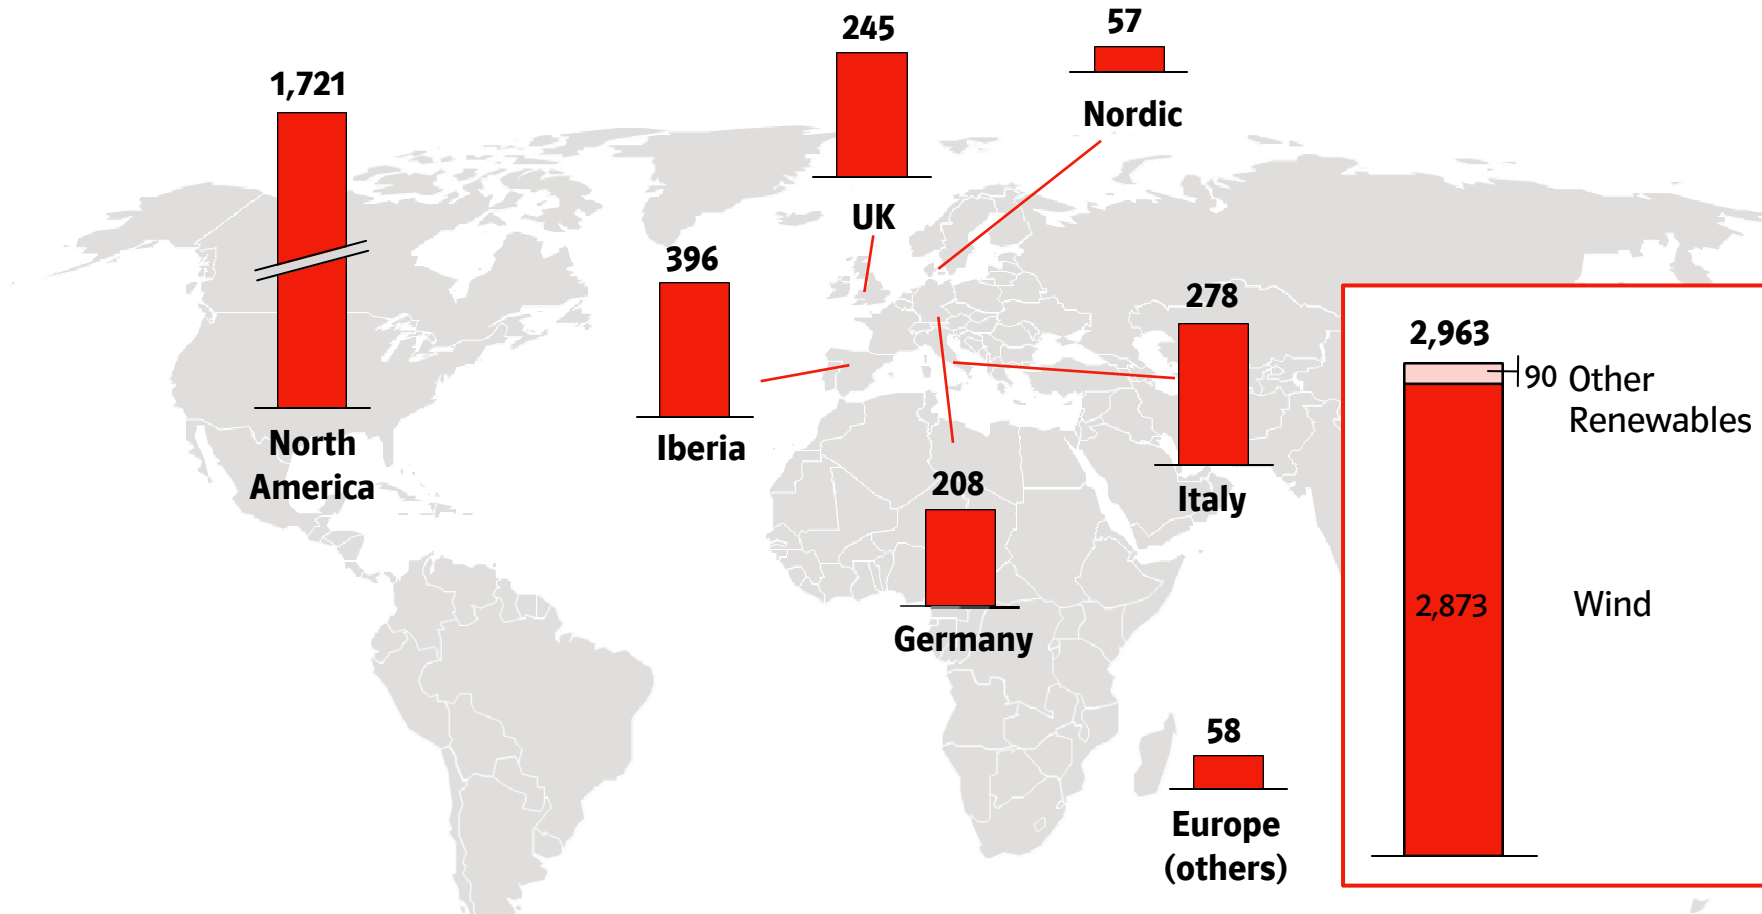 1,721
North
America
245
UK
57
Nordic
396
Iberia
278
Italy
208
Germany
58
Europe
(others)
2,963
90 Other
Renewables
2,873 Wind